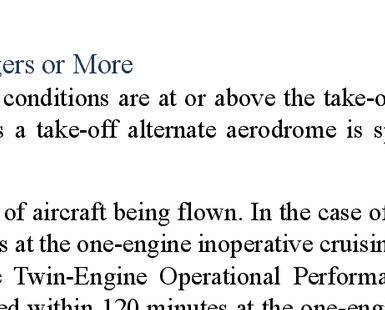 gers or More
conditions are at or above the take-o
s a take-off alternate aerodrome is s
of aircraft being flown. In the case of
s at the one-engine inoperative cruisin
e Twin-Engine Operational Performa
ed within 120 minutes at the one-eng